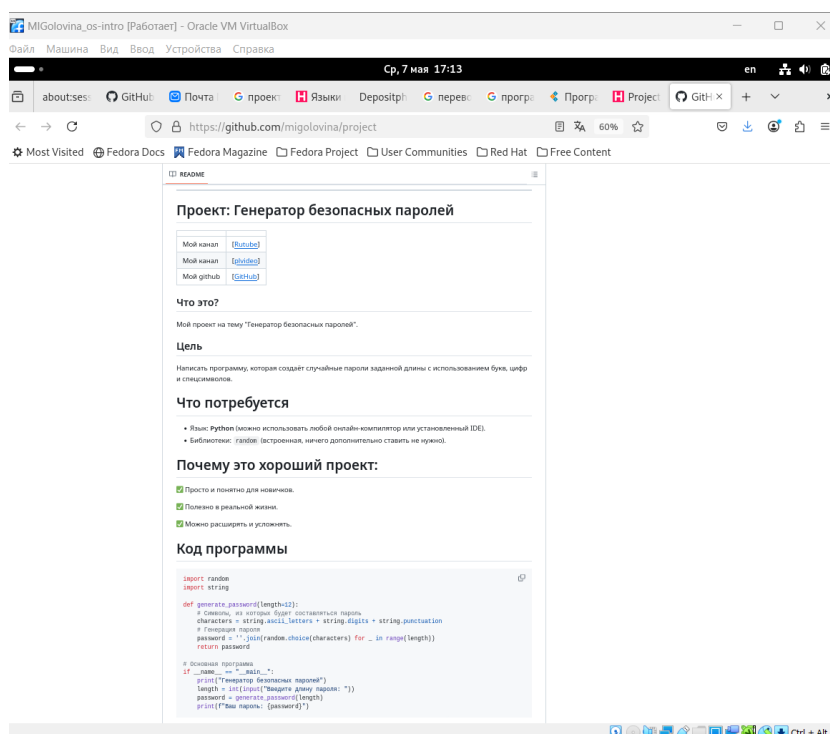 MIGolovina_os-intro [Работает] - Oracle VM VirtualBox
Файл Машина Вид Ввод Устройства Справка
Ср, 7 мая 17:13
en
about:sess GitHub Почта проект Языки Depositph перево програ Програ Project GitH
https://github.com/migolovina/project
60%
Most Visited Fedora Docs Fedora Magazine Fedora Project User Communities Red Hat Free Content
README
Проект: Генератор безопасных паролей
Мой канал [Rutube]
Мой канал [plvideo]
Мой github [GitHub]
Что это?
Мой проект на тему "Генератор безопасных паролей".
Цель
Написать программу, которая создаёт случайные пароли заданной длины с использованием букв, цифр
и спецсимволов.
Что потребуется
• Язык: Python (можно использовать любой онлайн-компилятор или установленный IDE).
• Библиотеки: random (встроенная, ничего дополнительно ставить не нужно).
Почему это хороший проект:
✅ Просто и понятно для новичков.
✅ Полезно в реальной жизни.
✅ Можно расширять и усложнять.
Код программы
import random
import string
def generate_password(length=12):
# Символы, из которых будет составляться пароль
characters = string.ascii_letters + string.digits + string.punctuation
# Генерация пароля
password = ''.join(random.choice(characters) for _ in range(length))
return password
# Основная программа
if __name__ == "__main__":
print("Генератор безопасных паролей")
length = int(input("Введите длину пароля: "))
password = generate_password(length)
print(f"Ваш пароль: {password}")
Ctrl + Alt